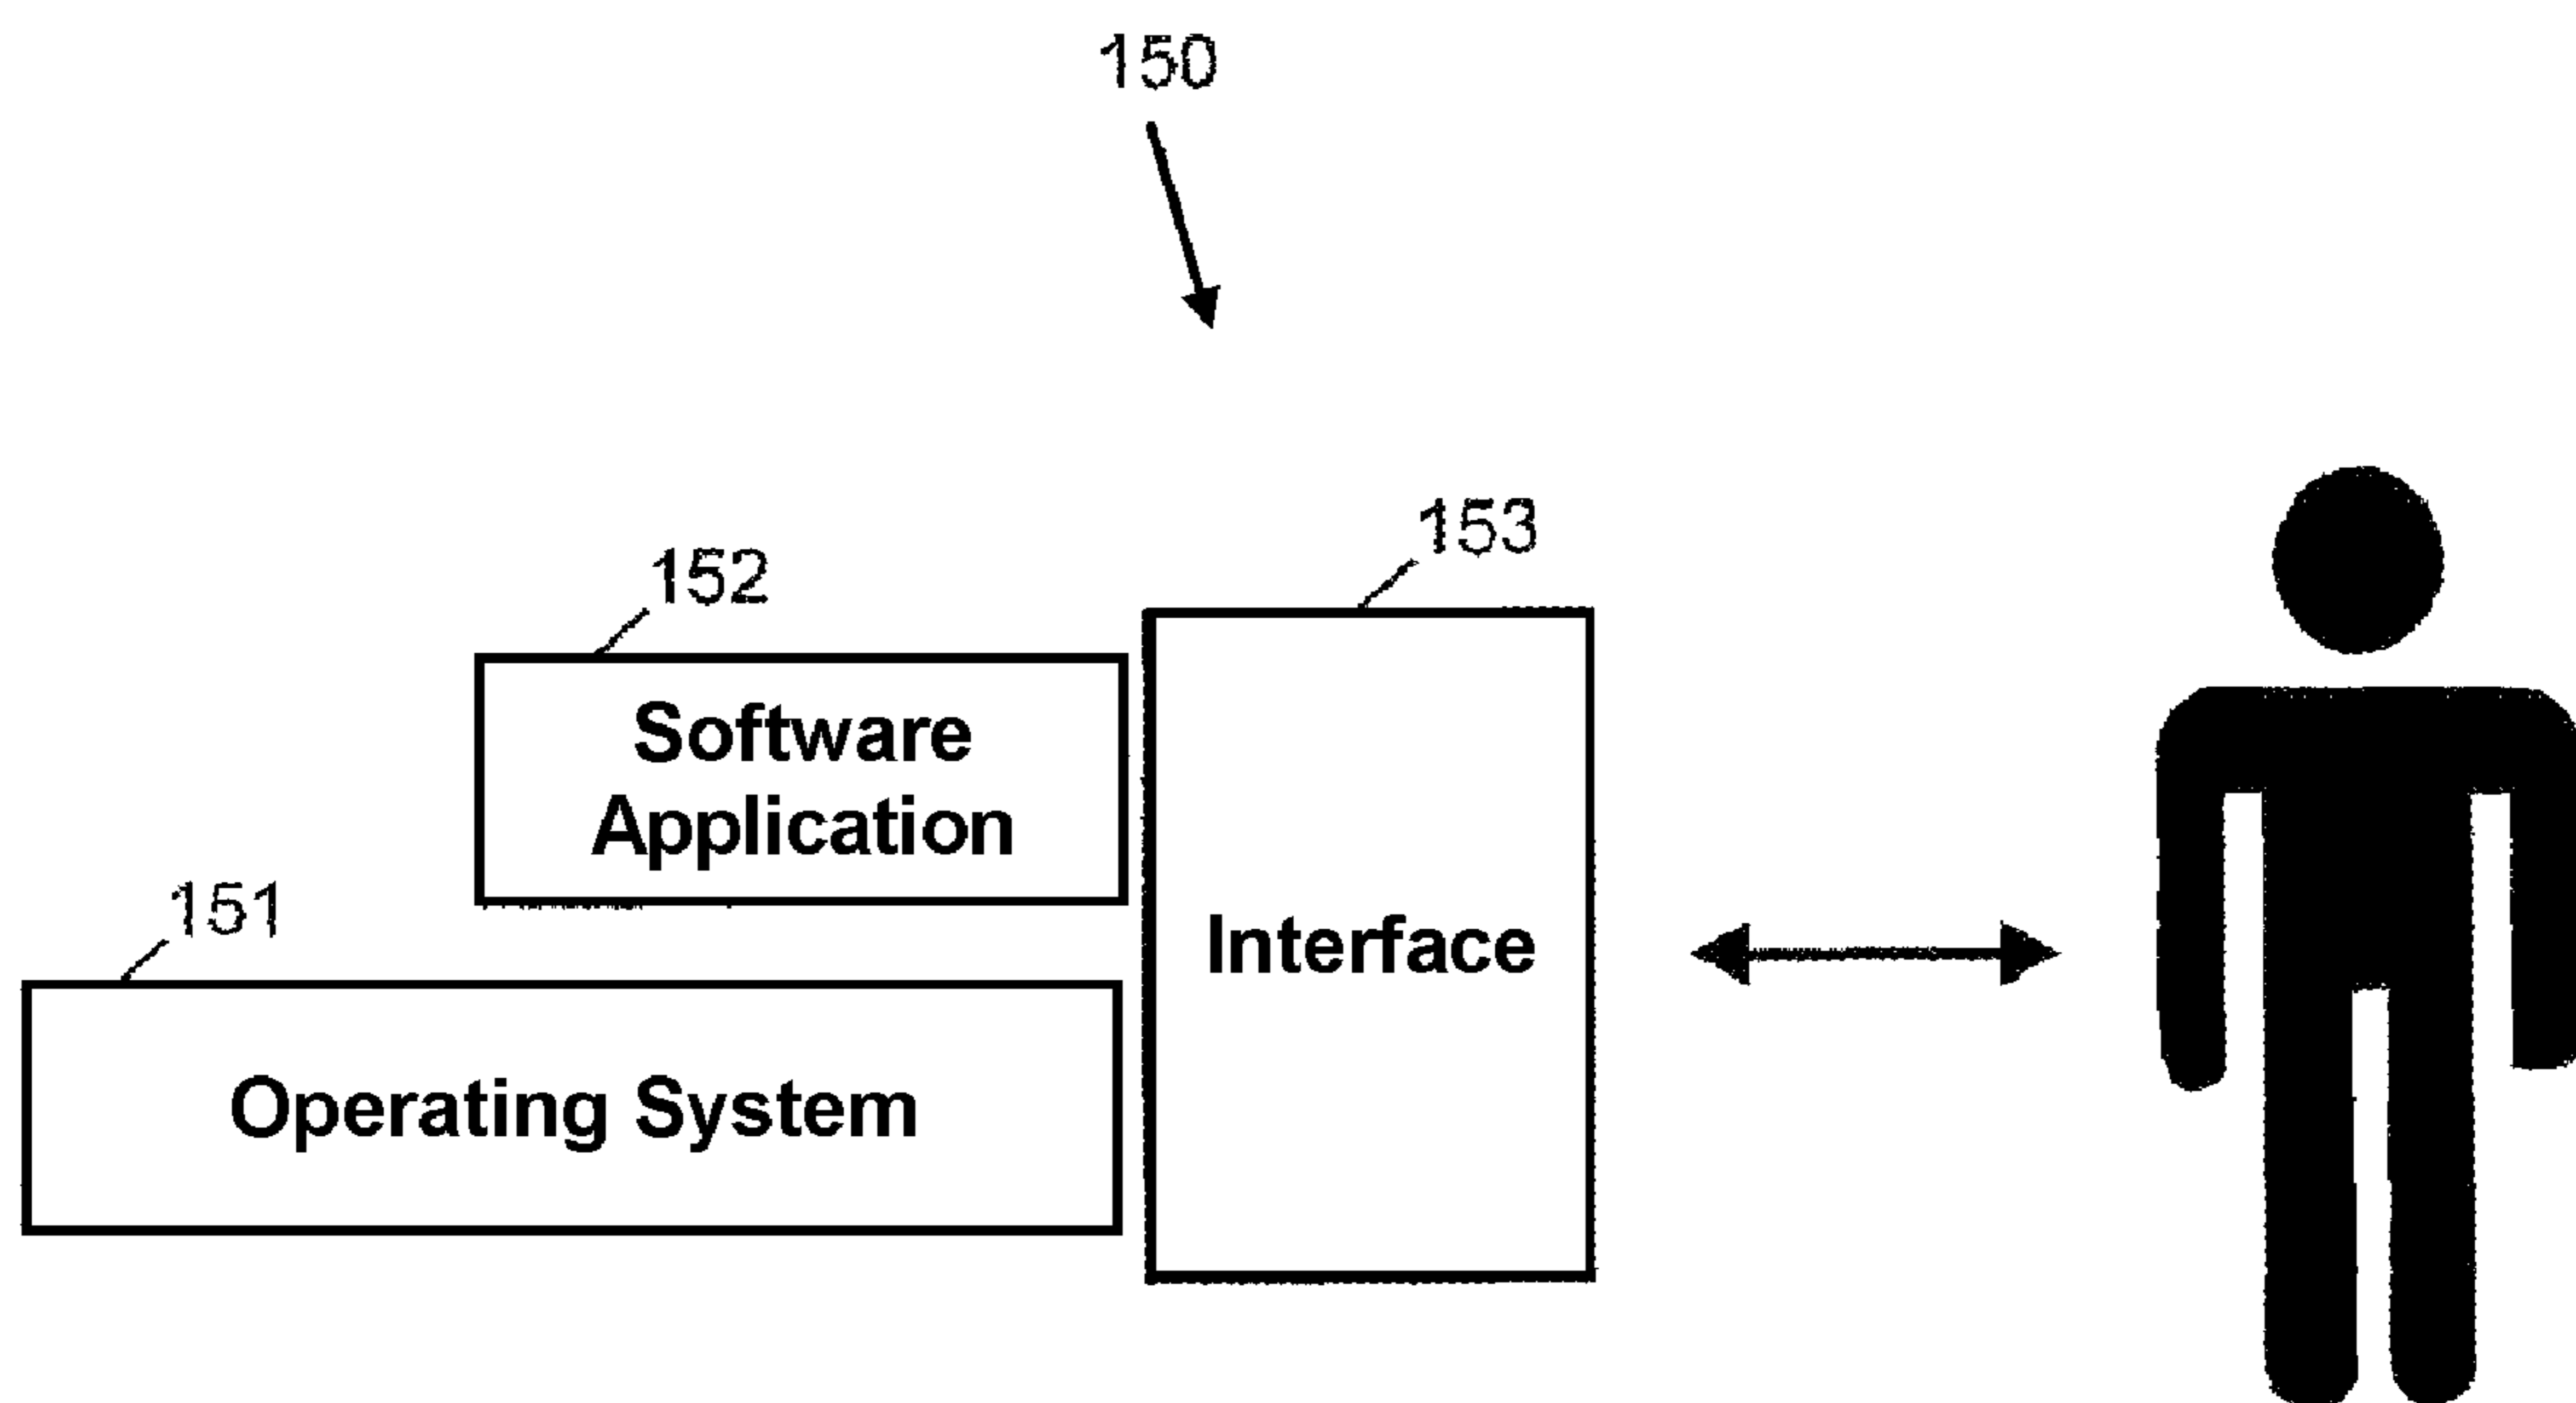 150
153
152
Software
Application
151
Interface
Operating System